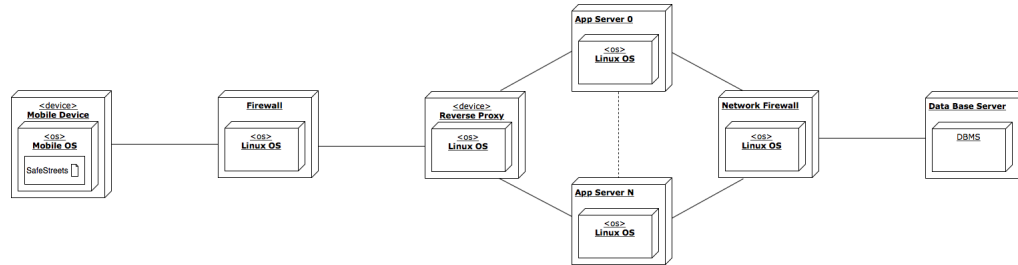 <device>
Mobile Device
<os>
Mobile OS
SafeStreets
Firewall
<os>
Linux OS
<device>
Reverse Proxy
<os>
Linux OS
App Server 0
<os>
Linux OS
App Server N
<os>
Linux OS
Network Firewall
<os>
Linux OS
Data Base Server
DBMS